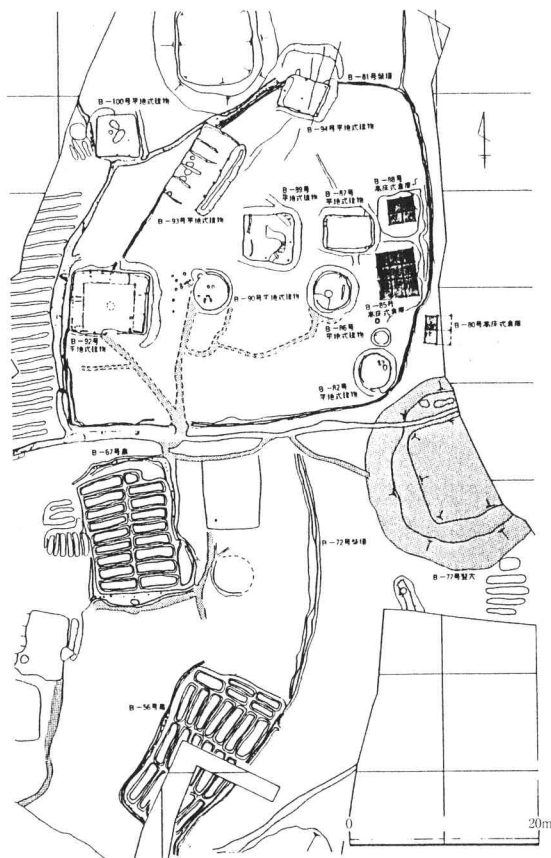 B-81号柴垣
B-100号平地式建物
B-94号平地式建物
B-88号
高床式倉庫
B-89号
平地式建物
B-87号
平地式建物
B-93号平地式建物
B-90号平地式建物
B-85号
高床式倉庫
B-80号高床式倉庫
B-86号
平地式建物
B-92号
平地式建物
B-82号
平地式建物
B-67号畠
B-72号柴垣
B-77号竪穴
B-56号畠
0
20m